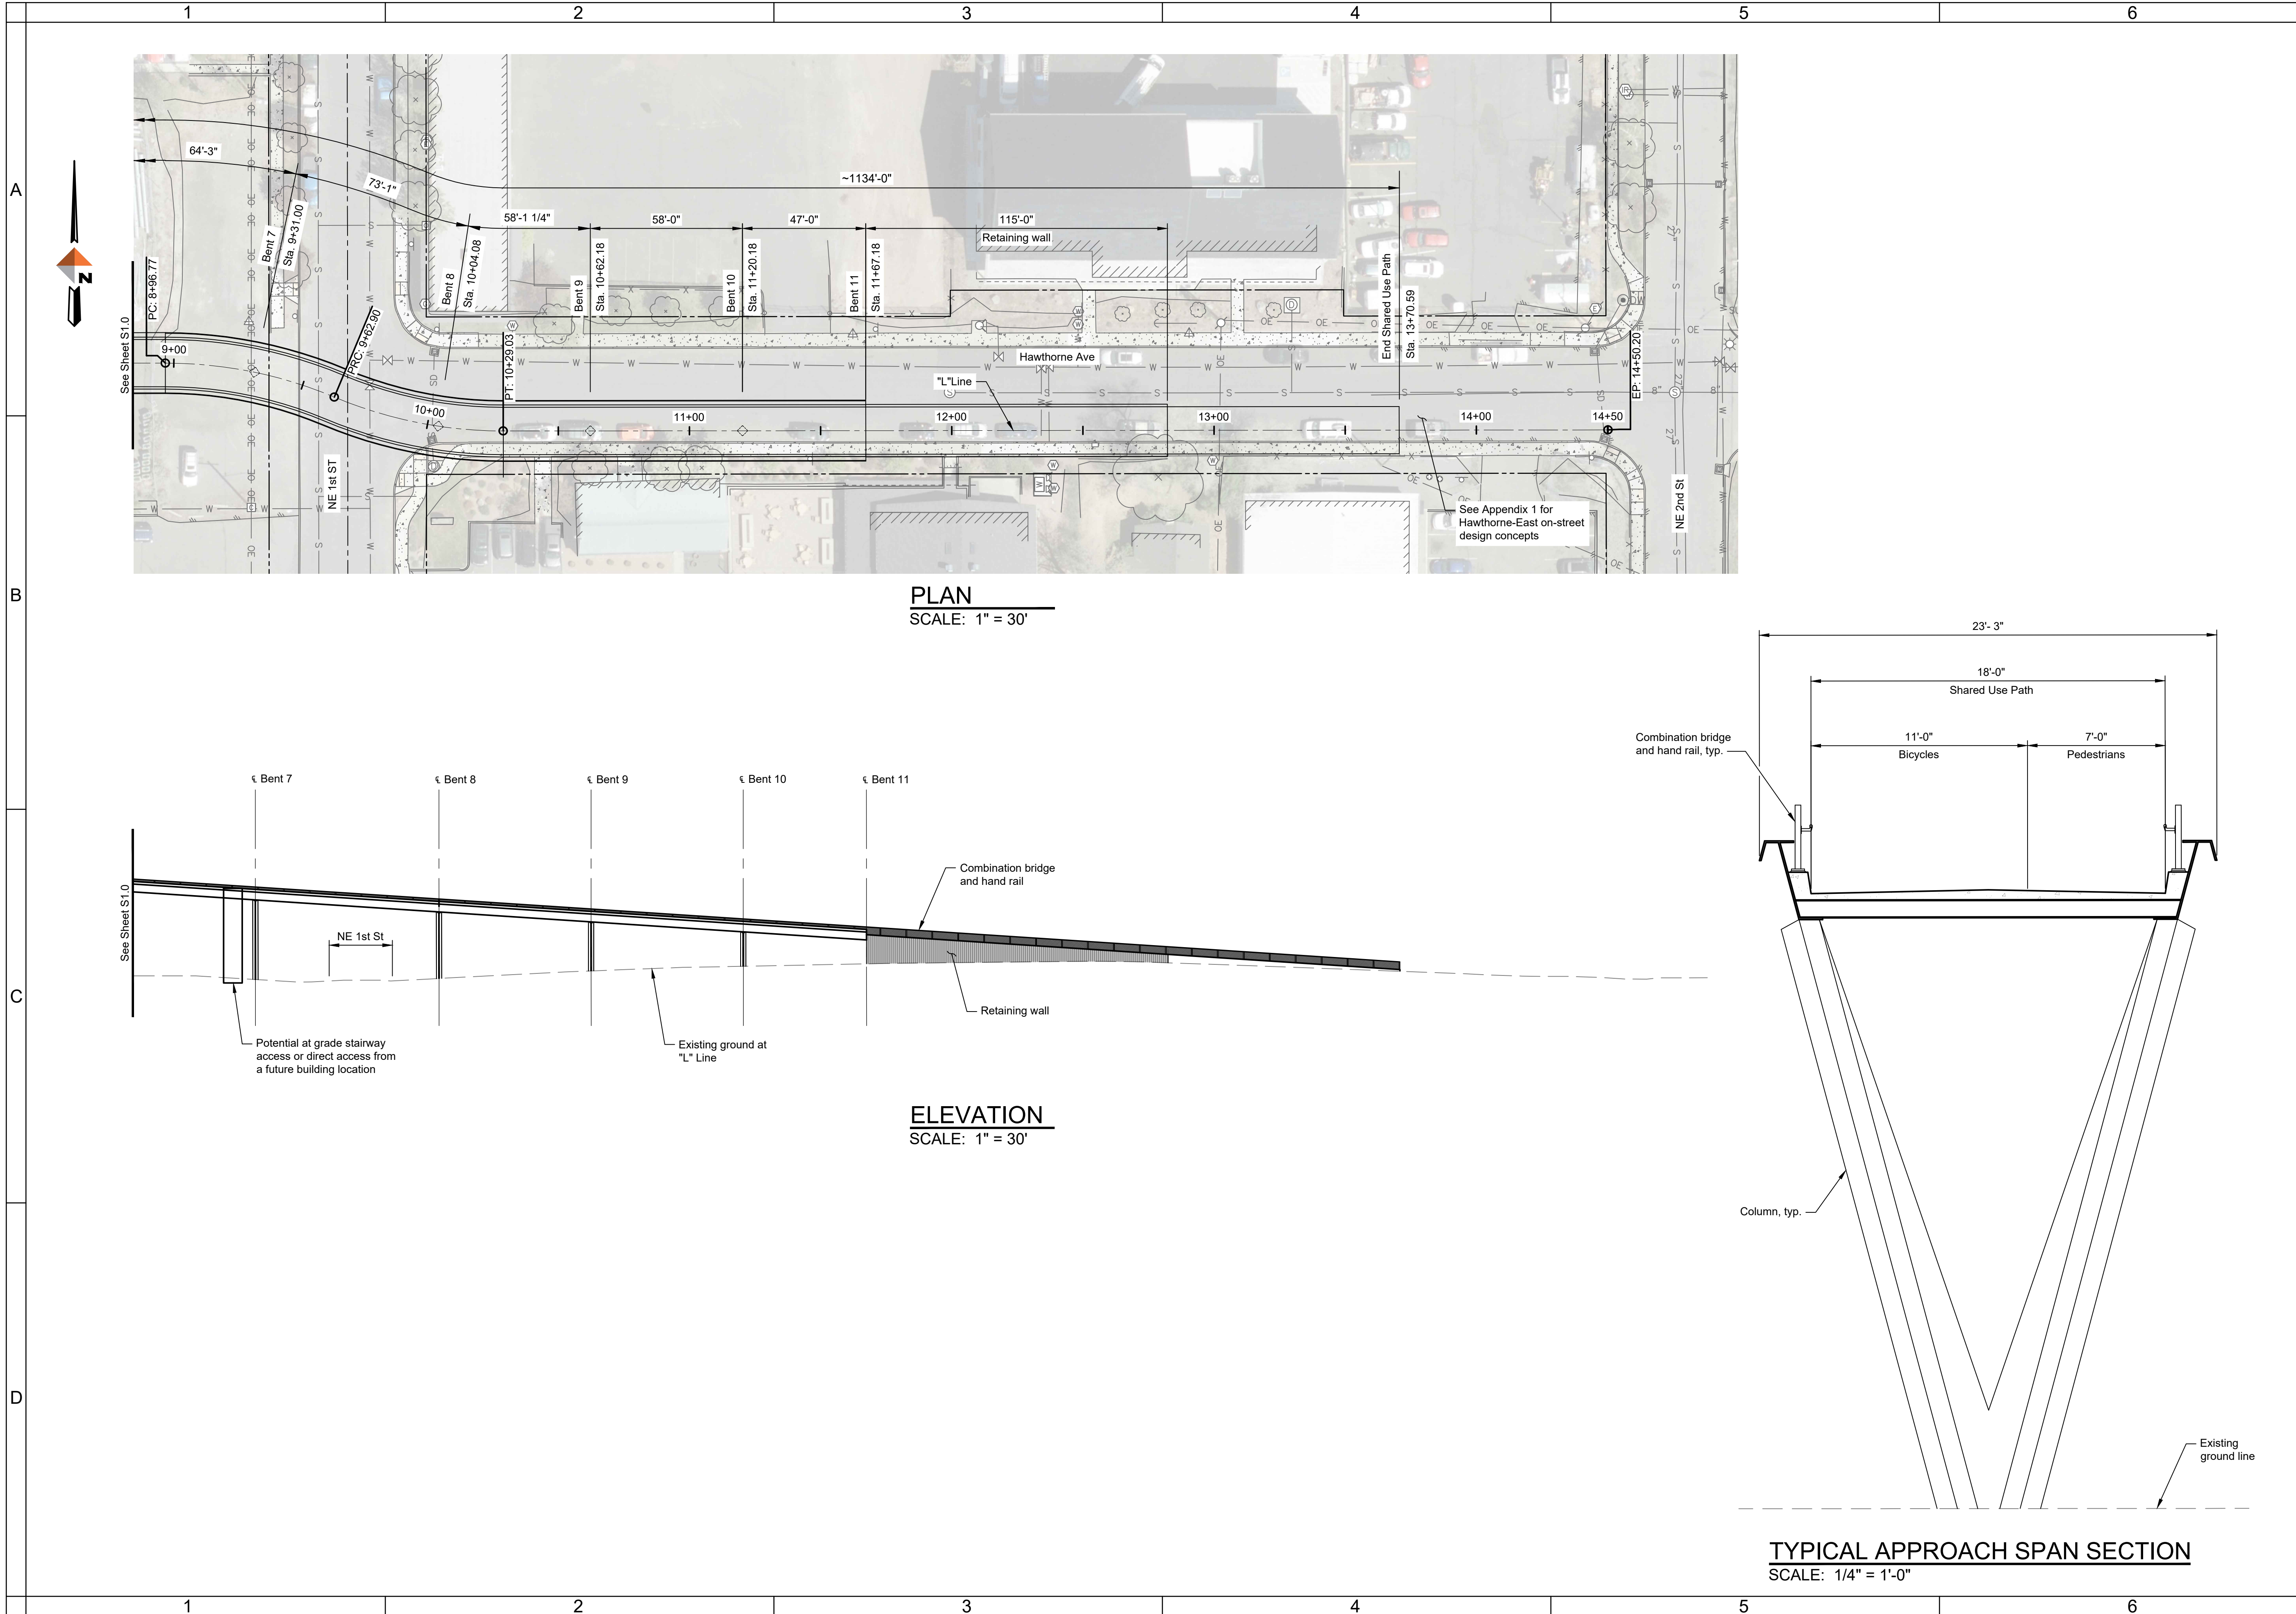 1 2 3 4 5 6
A
B
C
D
N
See Sheet S1.0
PC: 8+96.77
64'-3"
73'-1"
~1134'-0"
58'-1 1/4"
58'-0"
47'-0"
115'-0"
Retaining wall
Bent 7
Sta. 9+31.00
Bent 8
Sta. 10+04.08
Bent 9
Sta. 10+62.18
Bent 10
Sta. 11+20.18
Bent 11
Sta. 11+67.18
End Shared Use Path
Sta. 13+70.59
PRC: 9+62.90
PT: 10+29.03
EP: 14+50.20
Hawthorne Ave
"L"Line
9+00
10+00
11+00
12+00
13+00
14+00
14+50
NE 1st ST
NE 2nd St
See Appendix 1 for
Hawthorne-East on-street
design concepts
PLAN
SCALE: 1" = 30'
℄ Bent 7
℄ Bent 8
℄ Bent 9
℄ Bent 10
℄ Bent 11
See Sheet S1.0
NE 1st St
Combination bridge
and hand rail
Retaining wall
Potential at grade stairway
access or direct access from
a future building location
Existing ground at
"L" Line
ELEVATION
SCALE: 1" = 30'
23'- 3"
18'-0"
Shared Use Path
11'-0"
Bicycles
7'-0"
Pedestrians
Combination bridge
and hand rail, typ.
Column, typ.
Existing
ground line
TYPICAL APPROACH SPAN SECTION
SCALE: 1/4" = 1'-0"
1 2 3 4 5 6